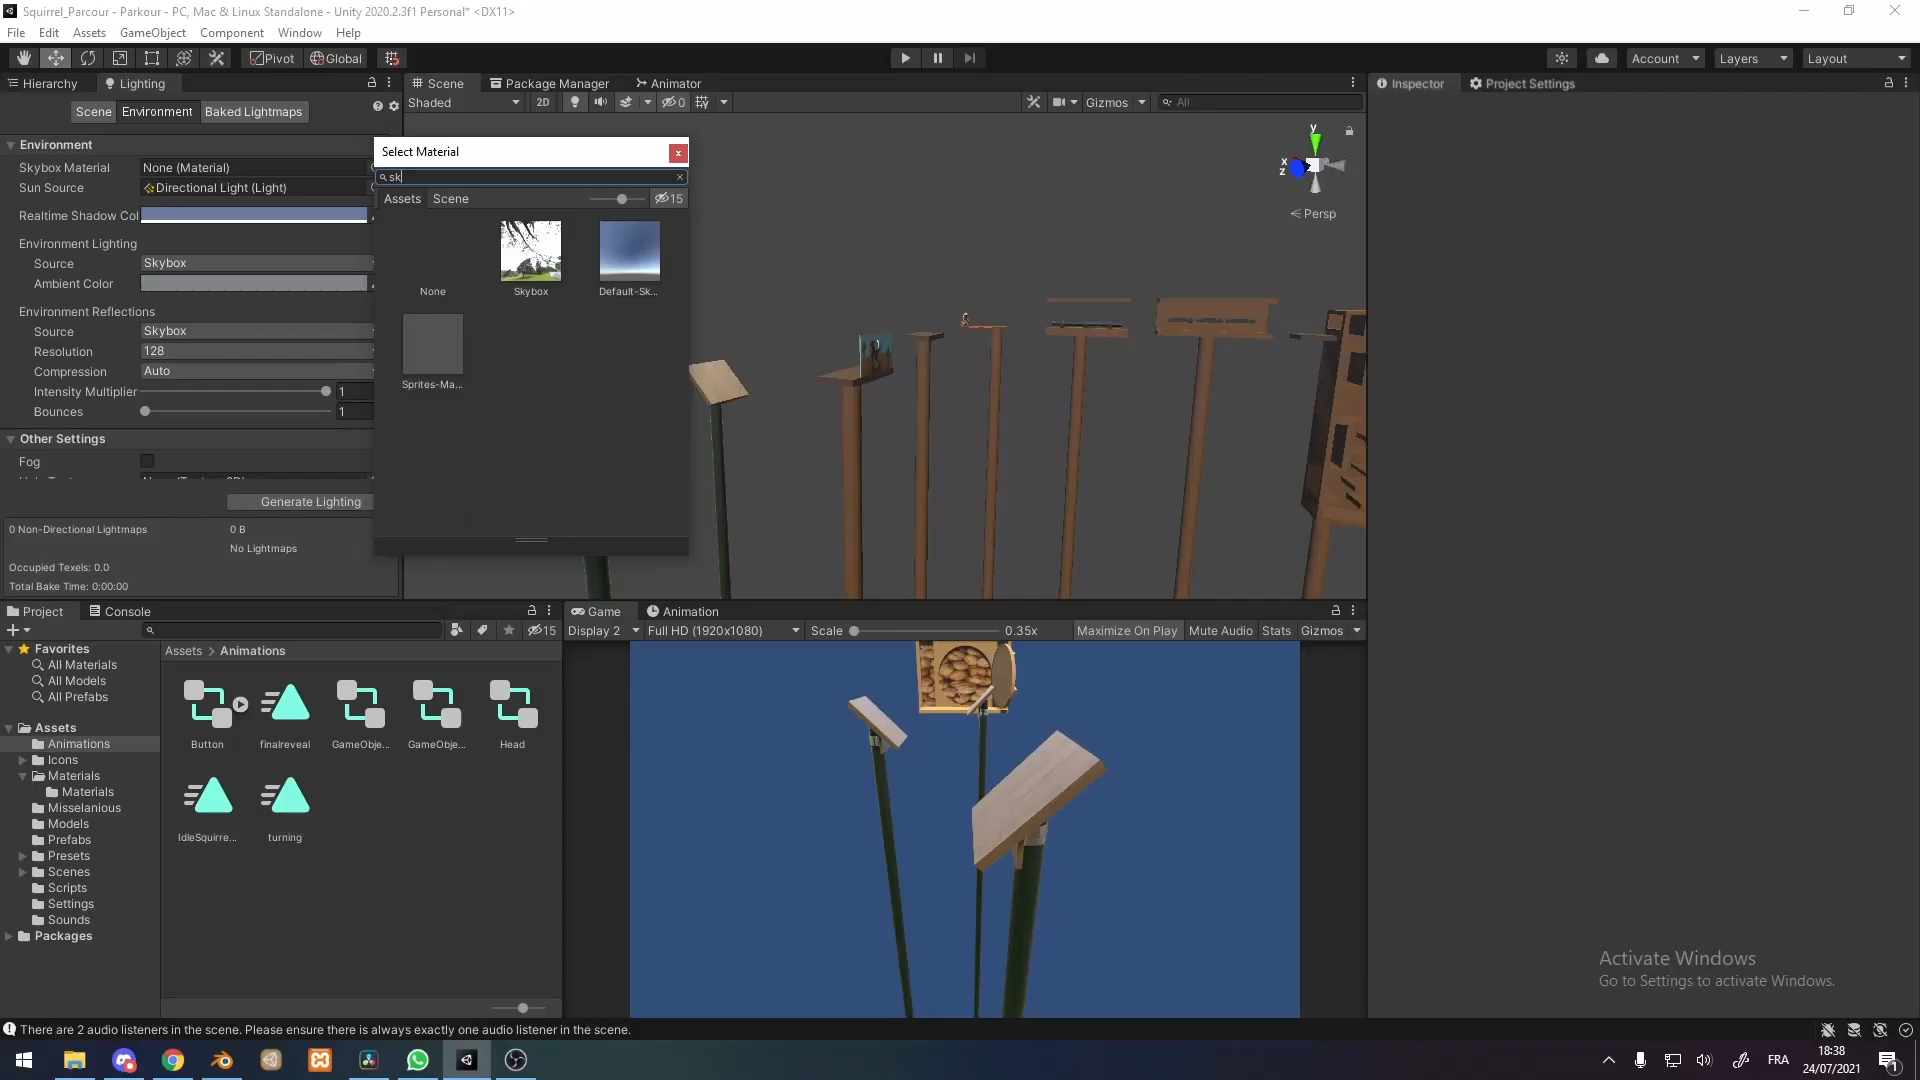 Squirrel_Parcour - Parkour - PC, Mac & Linux Standalone - Unity 2020.2.3f1 Personal* <DX11>
File Edit Assets GameObject Component Window Help
Pivot Global Account Layers Layout
Hierarchy Lighting Scene Package Manager Animator Inspector Project Settings
Shaded 2D 0 Gizmos All
Scene Environment Baked Lightmaps
Environment
Skybox Material None (Material)
Sun Source Directional Light (Light)
Realtime Shadow Col
Environment Lighting
Source Skybox
Ambient Color
Environment Reflections
Source Skybox
Resolution 128
Compression Auto
Intensity Multiplier 1
Bounces 1
Other Settings
Fog
Generate Lighting
0 Non-Directional Lightmaps 0 B
No Lightmaps
Occupied Texels: 0.0
Total Bake Time: 0:00:00
Select Material x
sk
Assets Scene 15
None Skybox Default-Sk...
Sprites-Ma...
y
x
z
Persp
Project Console
15
Game Animation
Display 2 Full HD (1920x1080) Scale 0.35x Maximize On Play Mute Audio Stats Gizmos
Favorites
All Materials
All Models
All Prefabs
Assets
Animations
Icons
Materials
Materials
Misselanious
Models
Prefabs
Presets
Scenes
Scripts
Settings
Sounds
Packages
Assets > Animations
Button finalreveal GameObje... GameObje... Head
IdleSquirre... turning
Activate Windows
Go to Settings to activate Windows.
There are 2 audio listeners in the scene. Please ensure there is always exactly one audio listener in the scene.
FRA
18:38
24/07/2021
1